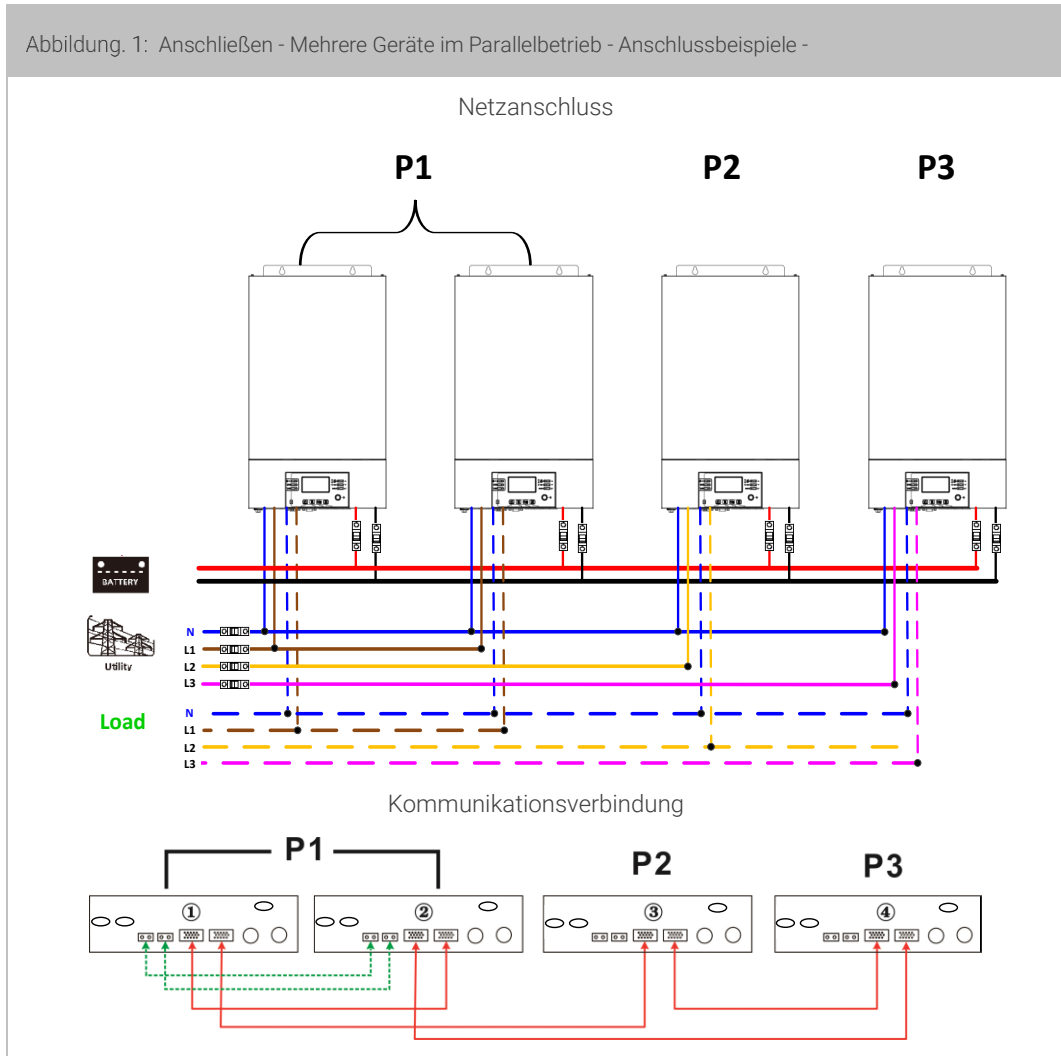 Abbildung. 1: Anschließen - Mehrere Geräte im Parallelbetrieb - Anschlussbeispiele -
Netzanschluss
P1 P2 P3
BATTERY
Utility
N
L1
L2
L3
Load
N
L1
L2
L3
Kommunikationsverbindung
P1 P2 P3
① ② ③ ④